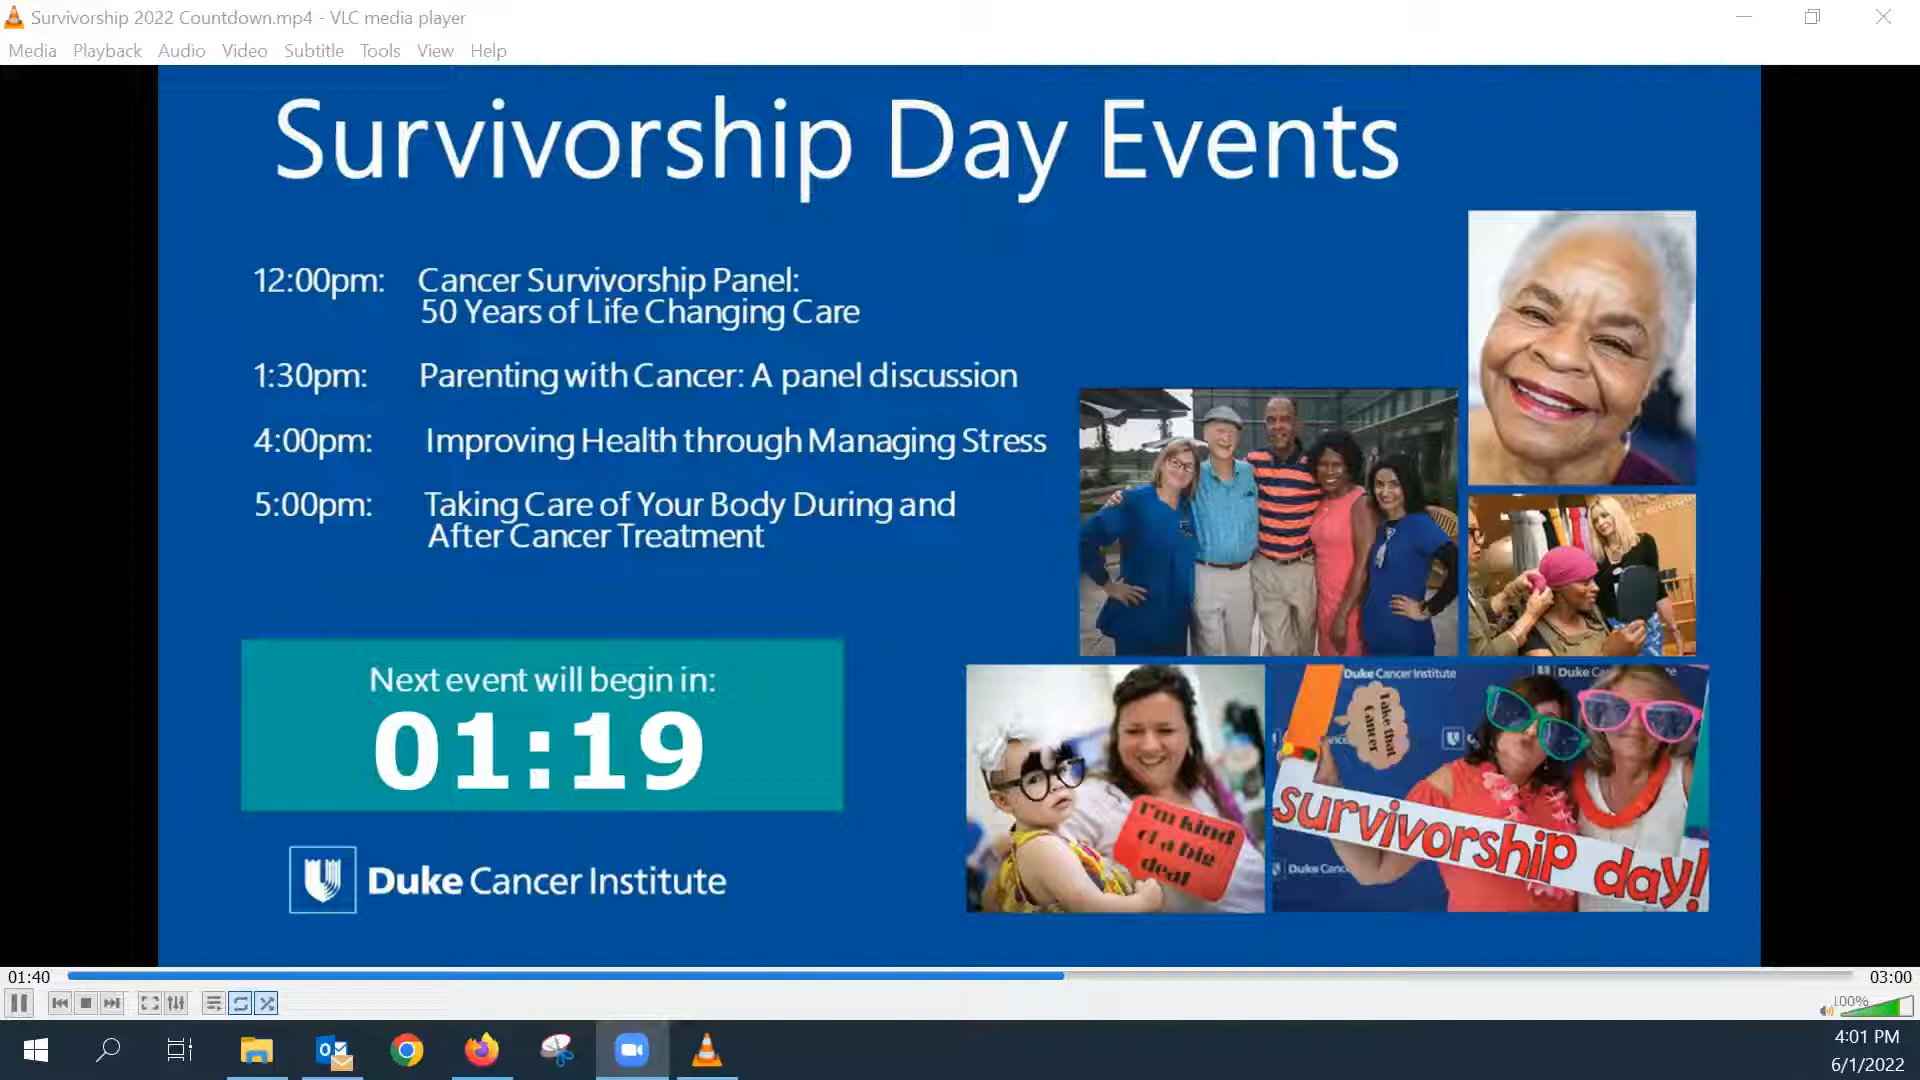 Survivorship 2022 Countdown.mp4 - VLC media player
Media Playback Audio Video Subtitle Tools View Help
Survivorship Day Events
12:00pm: Cancer Survivorship Panel:
50 Years of Life Changing Care
1:30pm: Parenting with Cancer: A panel discussion
4:00pm: Improving Health through Managing Stress
5:00pm: Taking Care of Your Body During and
After Cancer Treatment
Next event will begin in:
01:19
Duke Cancer Institute
I'm kind
of a big
deal!
Duke Cancer Institute
Take that
cancer
survivorship day!
01:40
03:00
100%
4:01 PM
6/1/2022